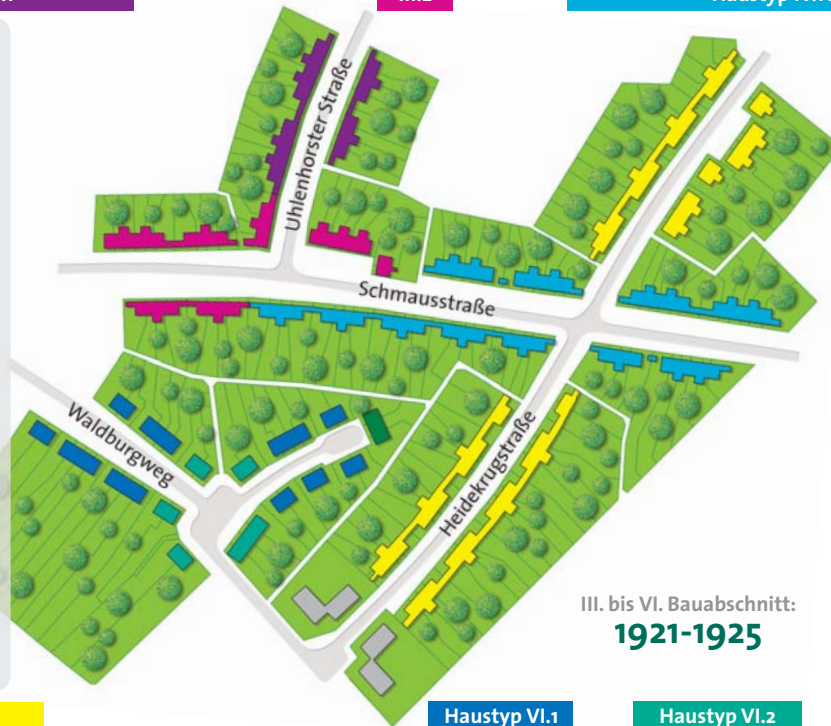 Uhlenhorster Straße
Schmausstraße
Waldburgweg
Heidekrugstraße
III. bis VI. Bauabschnitt:
1921-1925
Haustyp VI.1
Haustyp VI.2